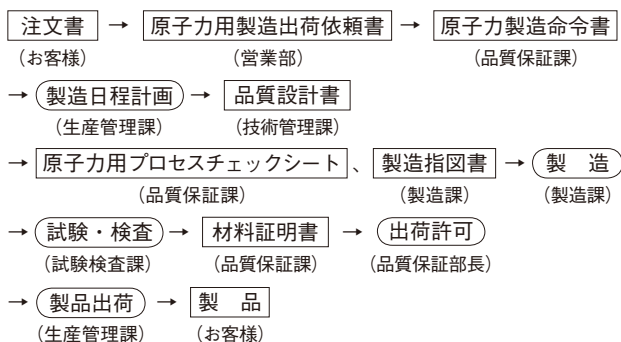 注文書 → 原子力用製造出荷依頼書 → 原子力製造命令書
（お客様） （営業部） （品質保証課）
→ 製造日程計画 → 品質設計書
（生産管理課） （技術管理課）
→ 原子力用プロセスチェックシート、製造指図書 → 製　造
（品質保証課） （製造課） （製造課）
→ 試験・検査 → 材料証明書 → 出荷許可
（試験検査課） （品質保証課） （品質保証部長）
→ 製品出荷 → 製　品
（生産管理課） （お客様）